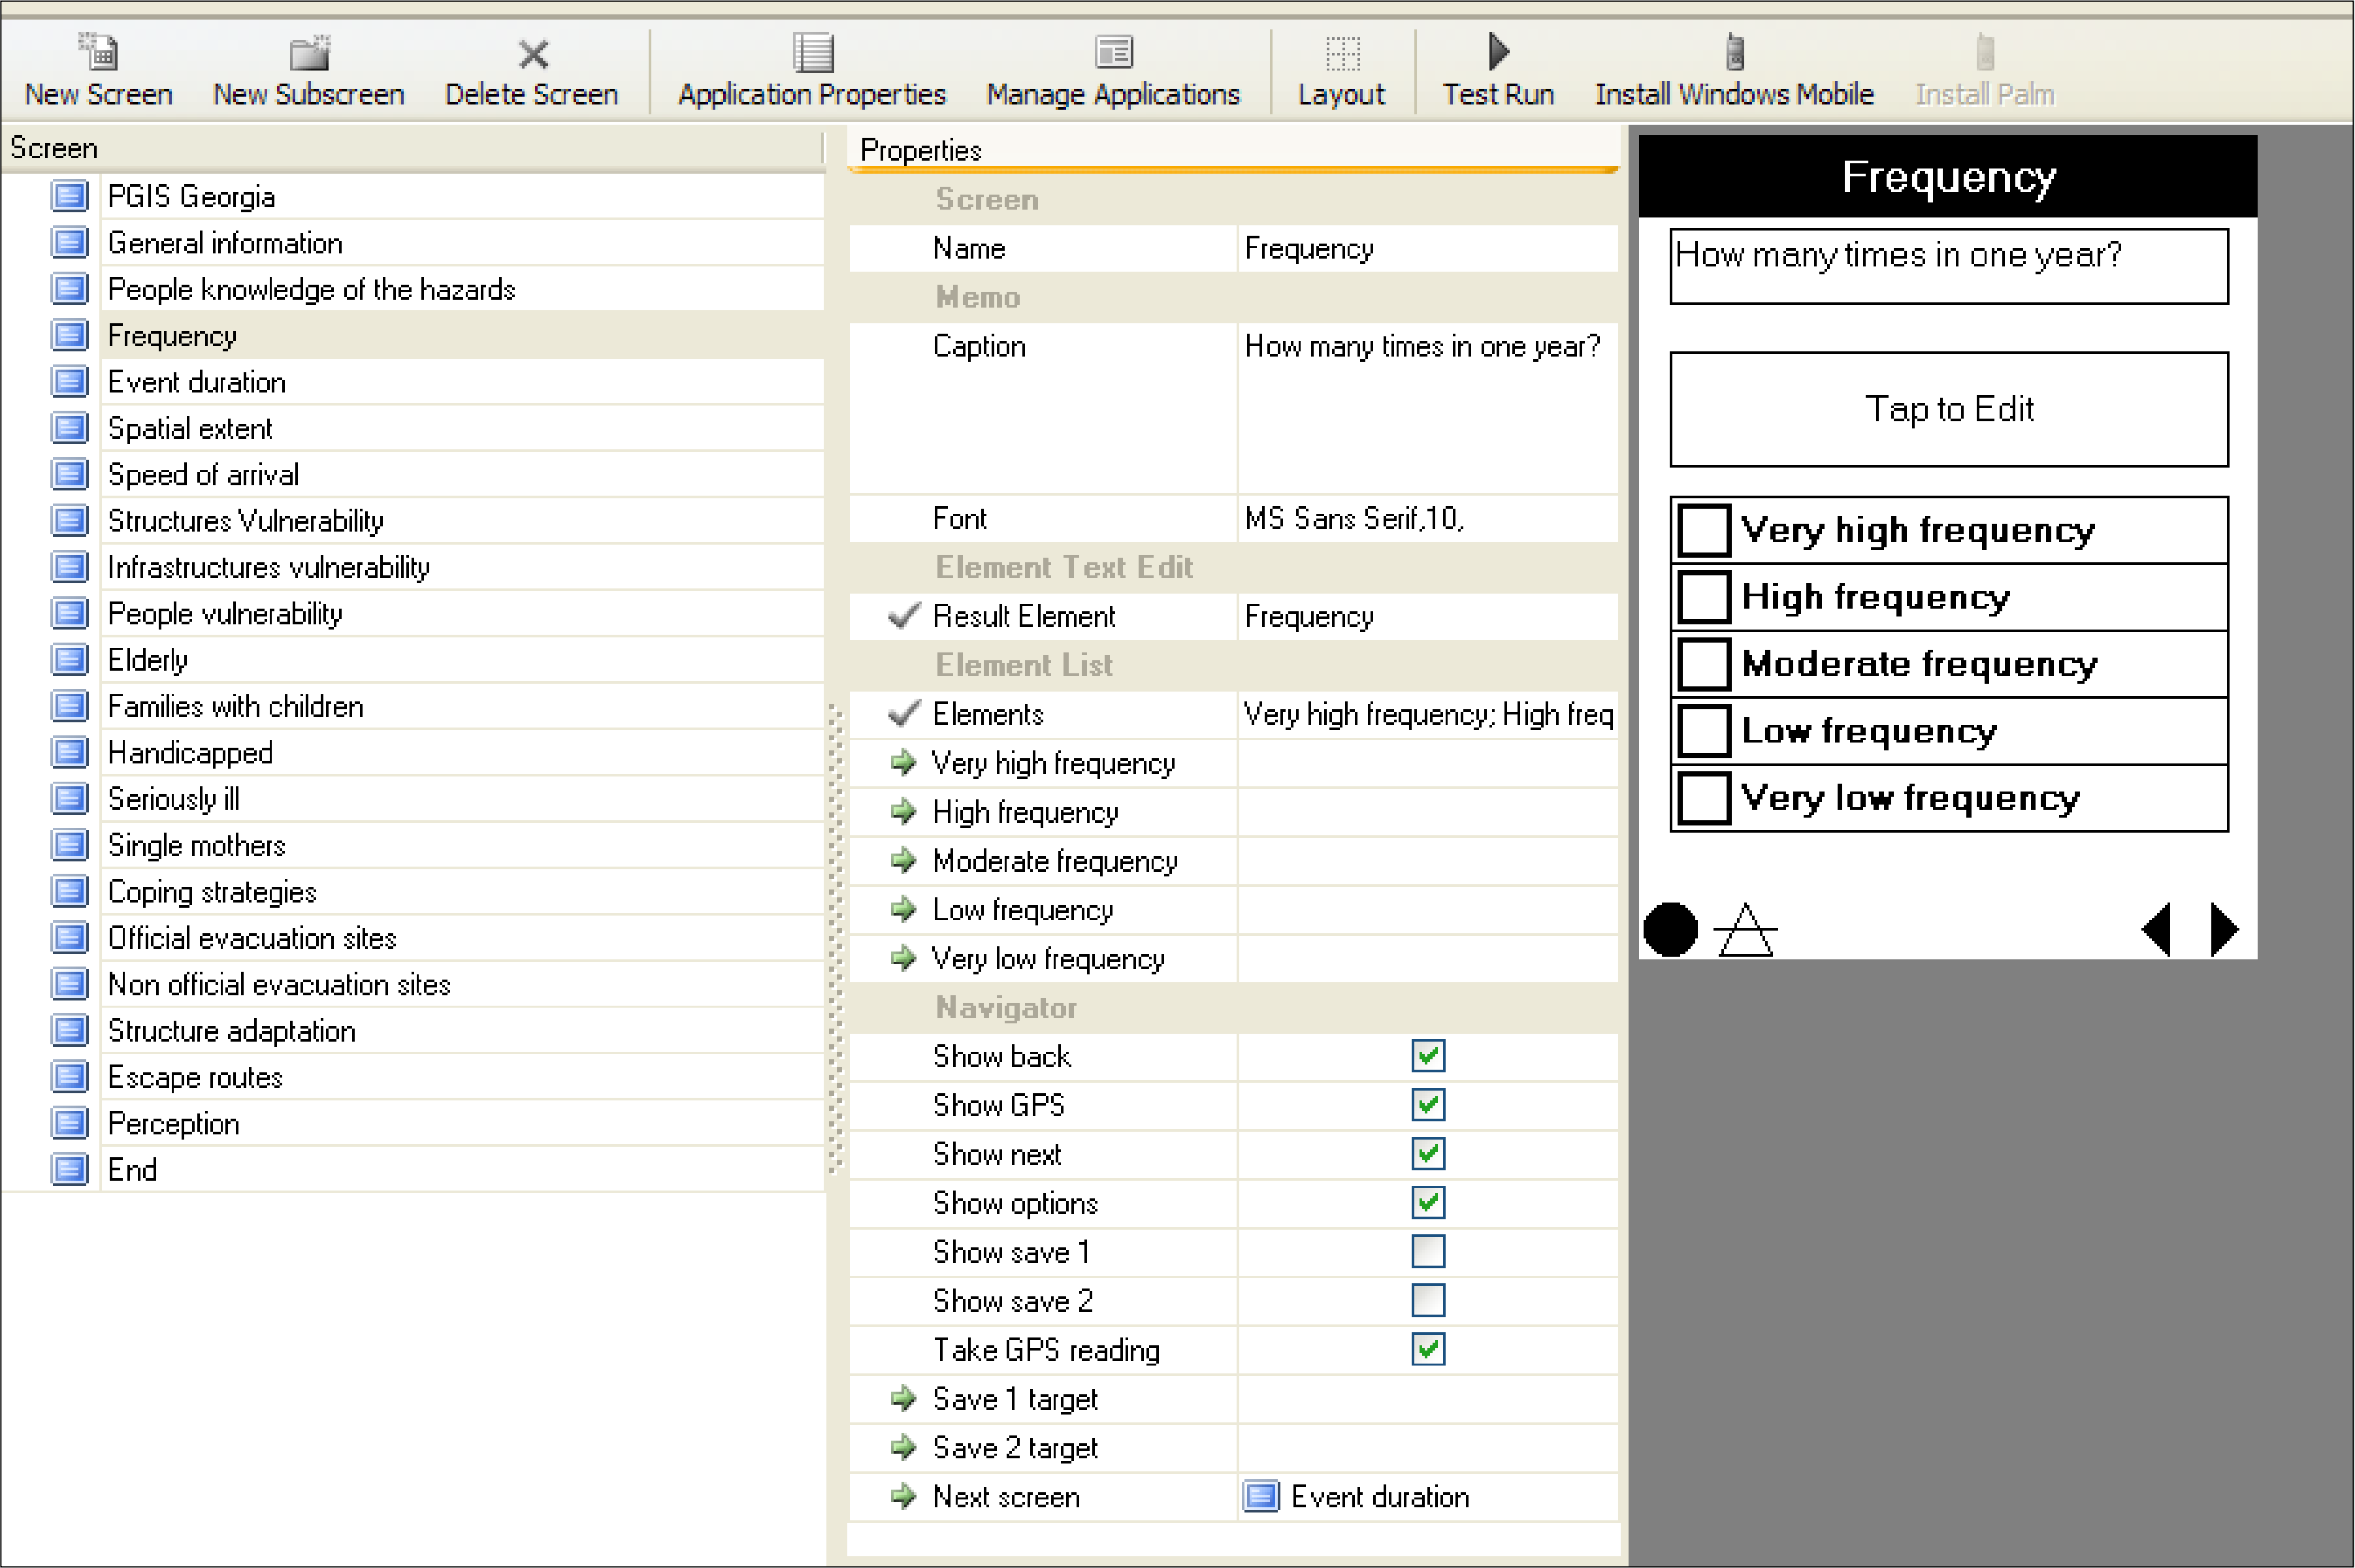 New Screen New Subscreen Delete Screen Application Properties Manage Applications Layout Test Run Install Windows Mobile Install Palm
Screen
PGIS Georgia
General information
People knowledge of the hazards
Frequency
Event duration
Spatial extent
Speed of arrival
Structures Vulnerability
Infrastructures vulnerability
People vulnerability
Elderly
Families with children
Handicapped
Seriously ill
Single mothers
Coping strategies
Official evacuation sites
Non official evacuation sites
Structure adaptation
Escape routes
Perception
End
Properties
Screen
Name Frequency
Memo
Caption How many times in one year?
Font MS Sans Serif,10,
Element Text Edit
Result Element Frequency
Element List
Elements Very high frequency; High freq
Very high frequency
High frequency
Moderate frequency
Low frequency
Very low frequency
Navigator
Show back
Show GPS
Show next
Show options
Show save 1
Show save 2
Take GPS reading
Save 1 target
Save 2 target
Next screen Event duration
Frequency
How many times in one year?
Tap to Edit
Very high frequency
High frequency
Moderate frequency
Low frequency
Very low frequency